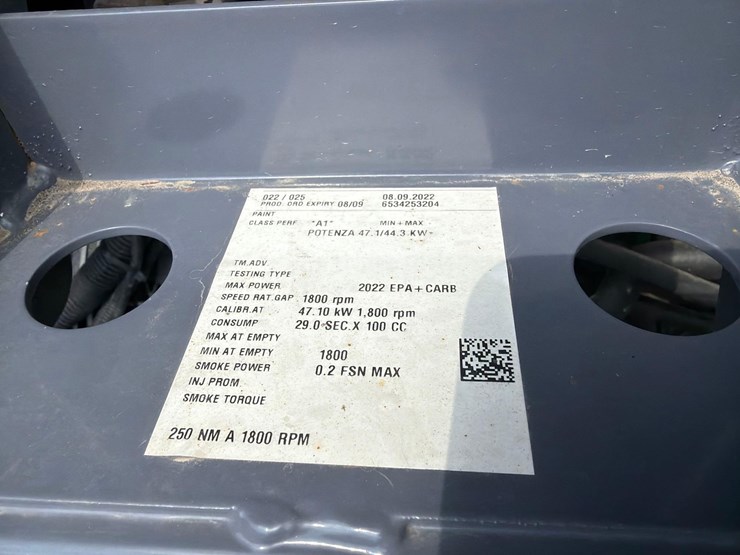 022 / 025 08.09.2022
PROD. ORD EXPIRY 08/09 6534253204
PAINT
CLASS PERF. "A1" MIN + MAX
POTENZA 47.1/44.3 KW
TM.ADV.
TESTING TYPE
MAX POWER 2022 EPA+CARB
SPEED RAT.GAP 1800 rpm
CALIBR.AT 47.10 kW 1,800 rpm
CONSUMP 29.0 SEC.X 100 CC
MAX AT EMPTY
MIN AT EMPTY 1800
SMOKE POWER 0.2 FSN MAX
INJ PROM.
SMOKE TORQUE
250 NM A 1800 RPM